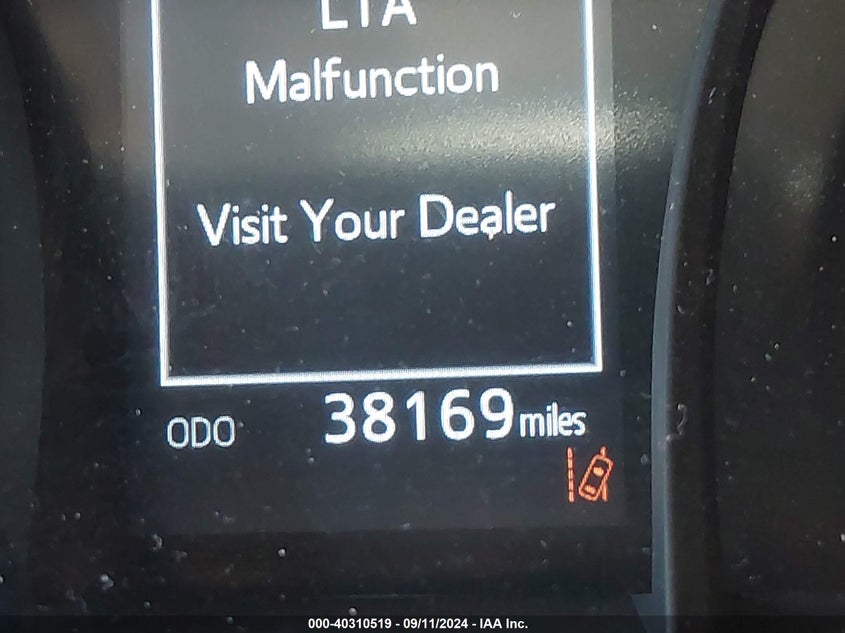 LTA
Malfunction
Visit Your Dealer
ODO 38169 miles
000-40310519 - 09/11/2024 - IAA Inc.